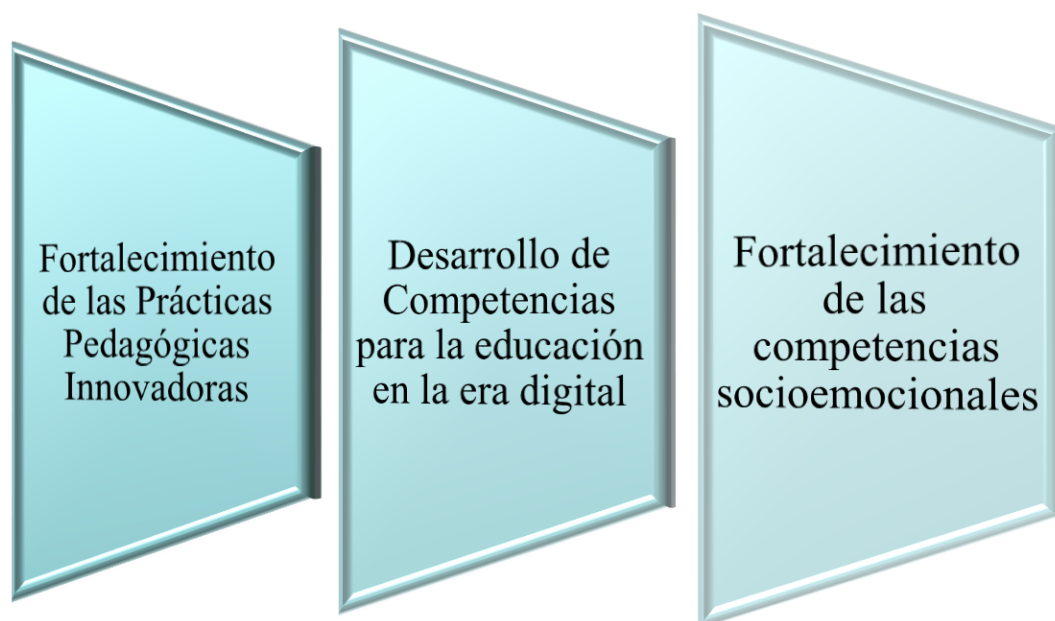 Fortalecimiento
de las Prácticas
Pedagógicas
Innovadoras
Desarrollo de
Competencias
para la educación
en la era digital
Fortalecimiento
de las
competencias
socioemocionales